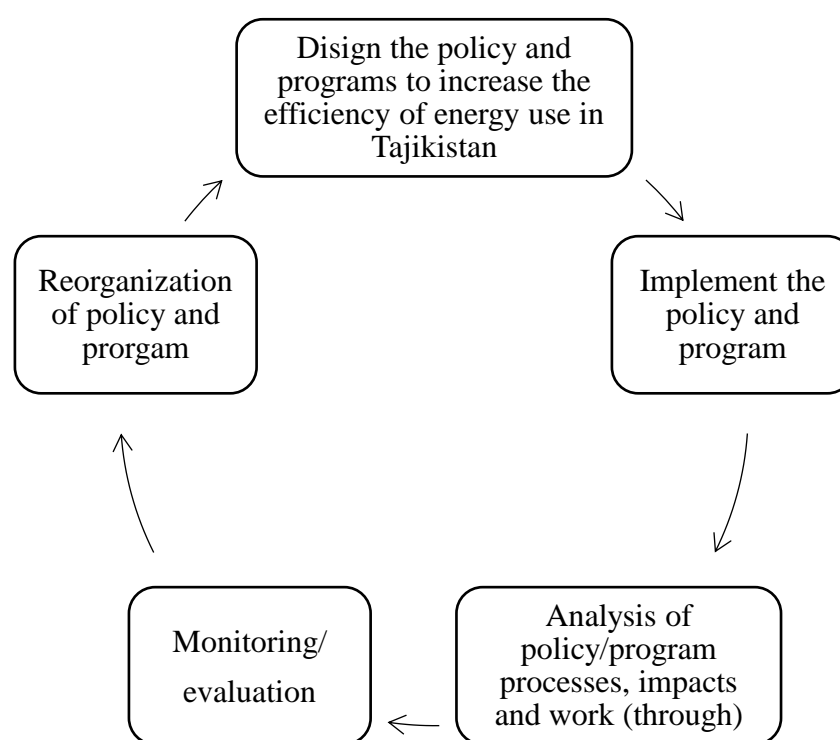 Disign the policy and
programs to increase the
efficiency of energy use in
Tajikistan
Implement the
policy and
program
Analysis of
policy/program
processes, impacts
and work (through)
Monitoring/
evaluation
Reorganization
of policy and
prorgam